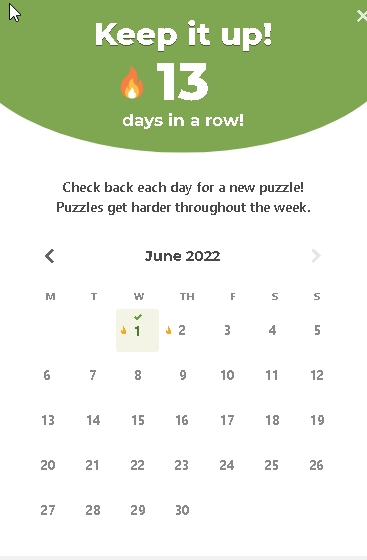 Keep it up!
13
days in a row!
Check back each day for a new puzzle!
Puzzles get harder throughout the week.
June 2022
M T W TH F S S
1 2 3 4 5
6 7 8 9 10 11 12
13 14 15 16 17 18 19
20 21 22 23 24 25 26
27 28 29 30